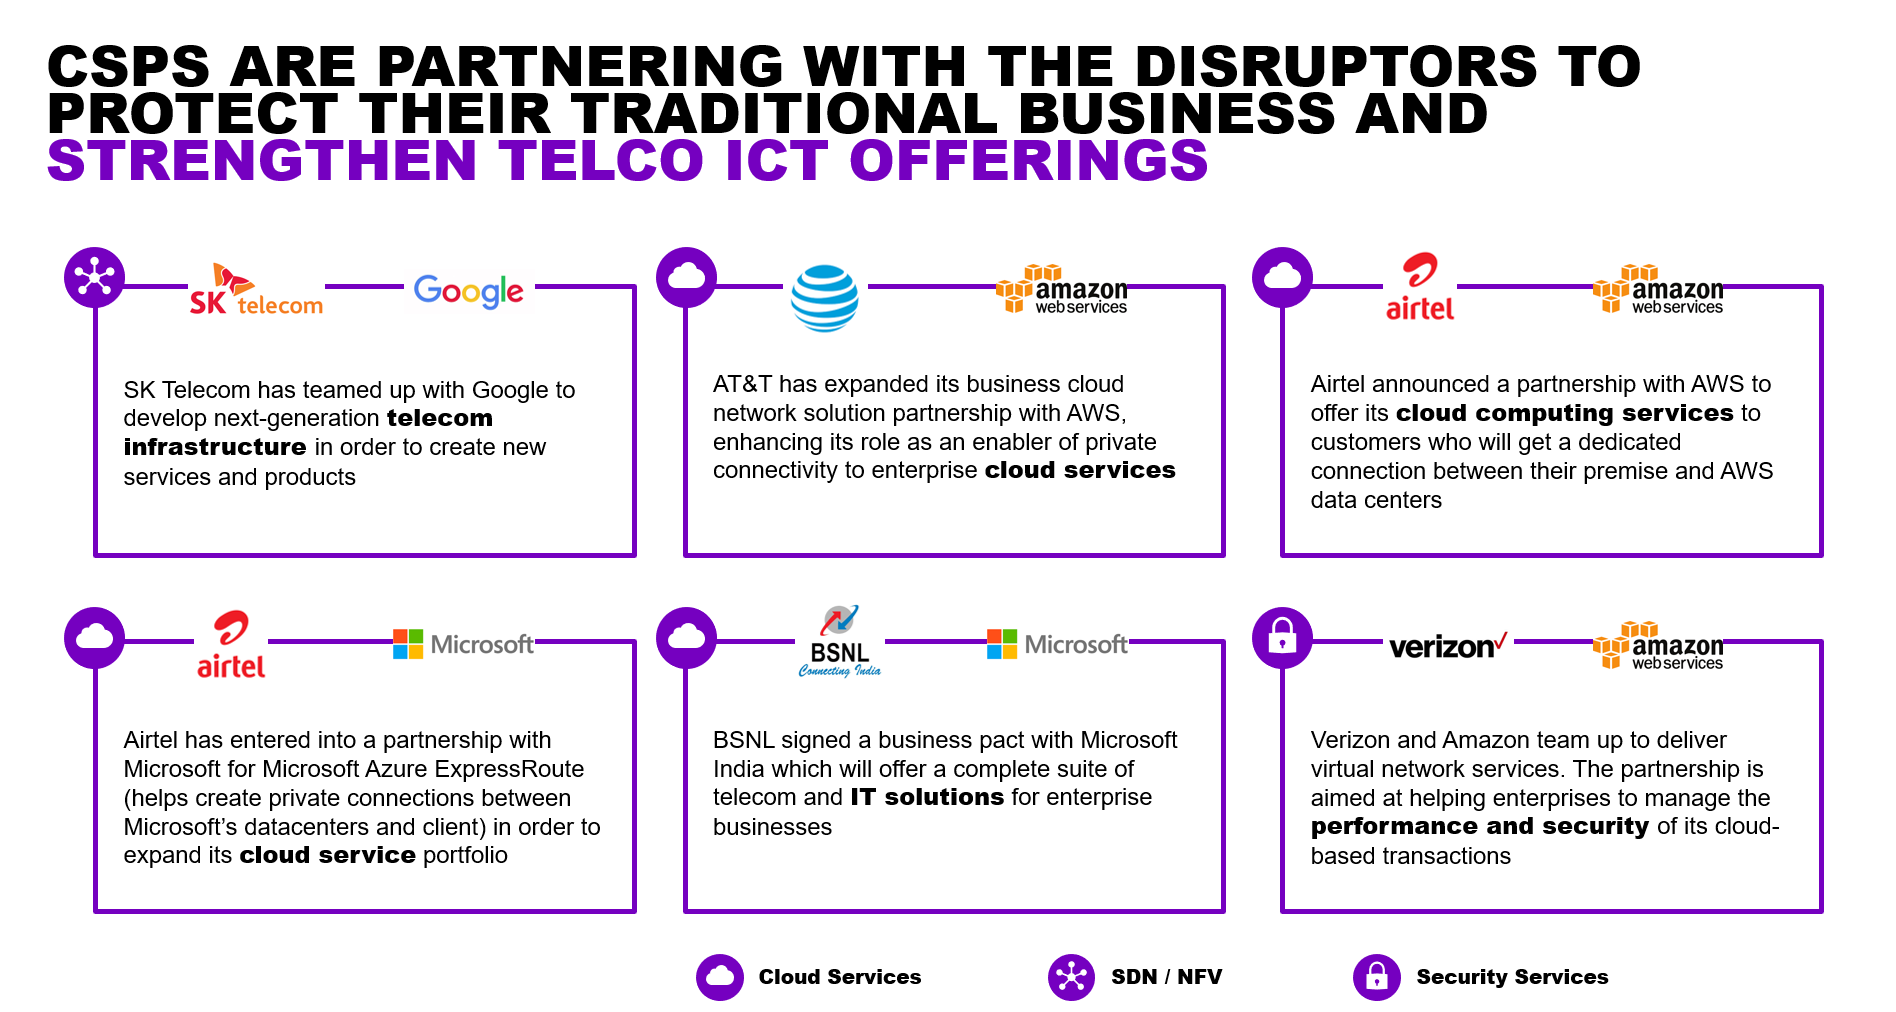 CSPS ARE PARTNERING WITH THE DISRUPTORS TO
PROTECT THEIR TRADITIONAL BUSINESS AND
STRENGTHEN TELCO ICT OFFERINGS
SK telecom
Google
SK Telecom has teamed up with Google to
develop next-generation telecom
infrastructure in order to create new
services and products
amazon
webservices
AT&T has expanded its business cloud
network solution partnership with AWS,
enhancing its role as an enabler of private
connectivity to enterprise cloud services
airtel
amazon
webservices
Airtel announced a partnership with AWS to
offer its cloud computing services to
customers who will get a dedicated
connection between their premise and AWS
data centers
airtel
Microsoft
Airtel has entered into a partnership with
Microsoft for Microsoft Azure ExpressRoute
(helps create private connections between
Microsoft’s datacenters and client) in order to
expand its cloud service portfolio
BSNL
Connecting India
Microsoft
BSNL signed a business pact with Microsoft
India which will offer a complete suite of
telecom and IT solutions for enterprise
businesses
verizon
amazon
webservices
Verizon and Amazon team up to deliver
virtual network services. The partnership is
aimed at helping enterprises to manage the
performance and security of its cloud-
based transactions
Cloud Services
SDN / NFV
Security Services